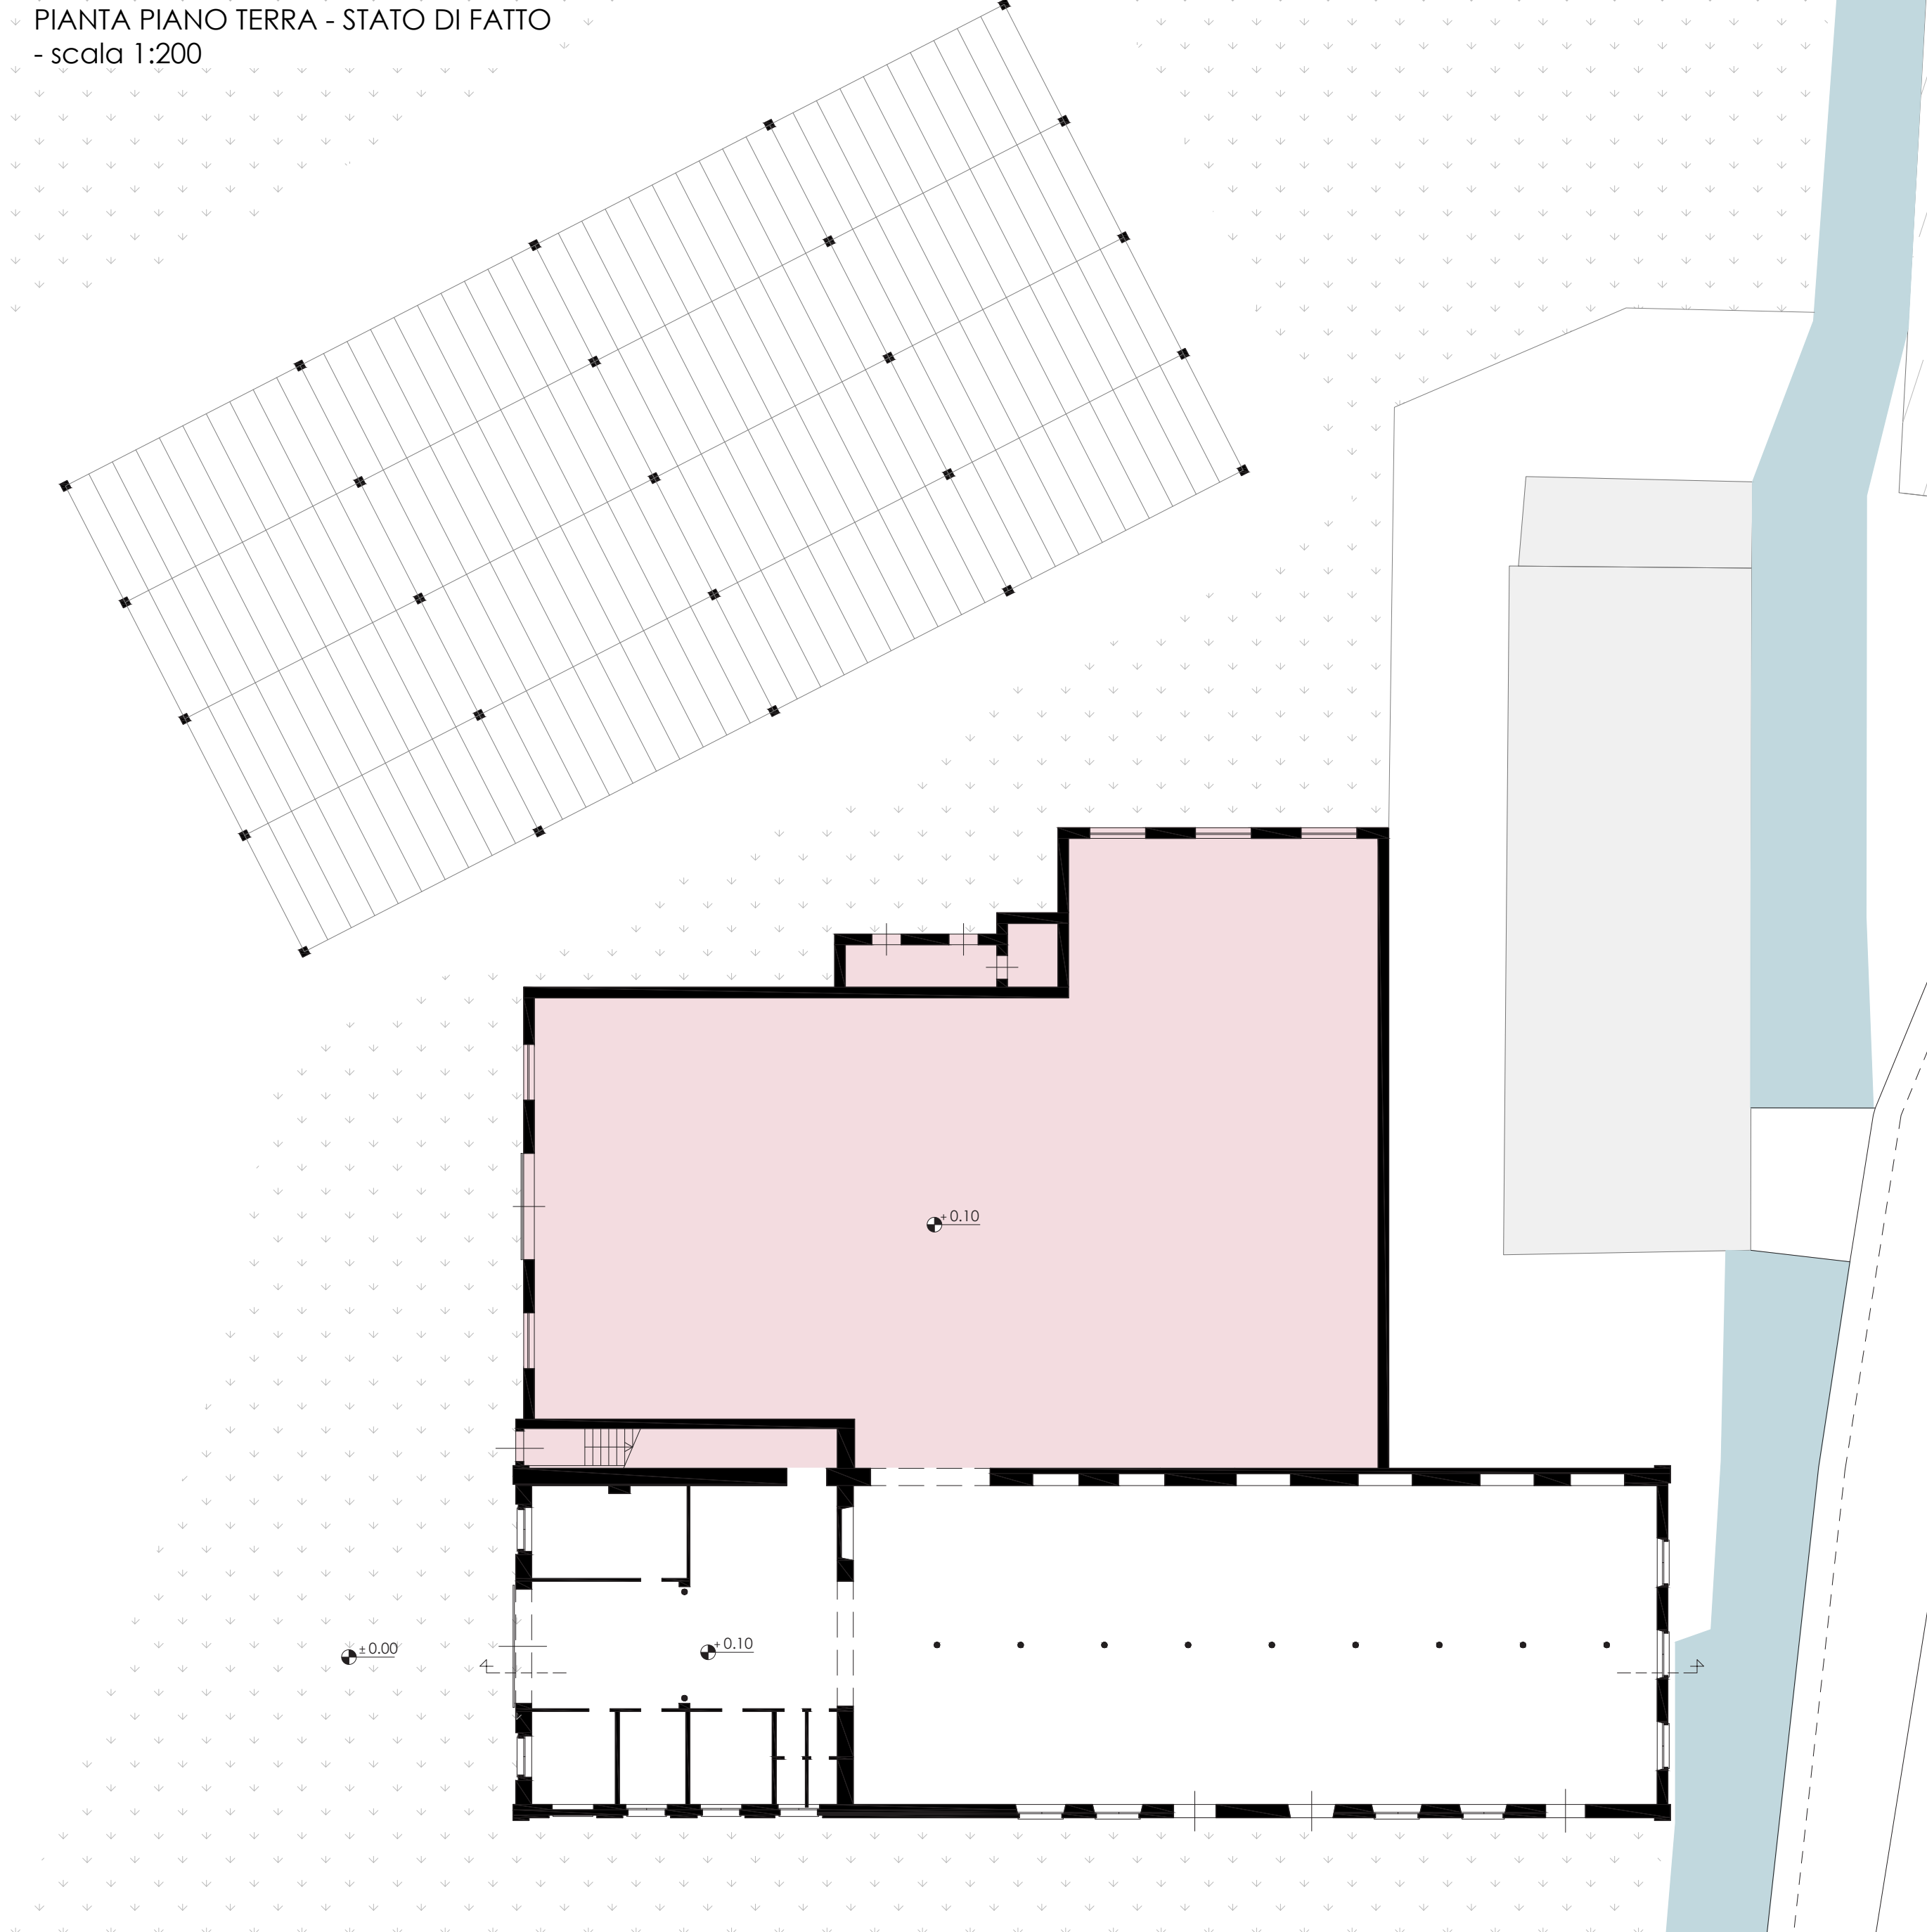 PIANTA PIANO TERRA - STATO DI FATTO
- scala 1:200
+ 0.10
± 0.00
+ 0.10